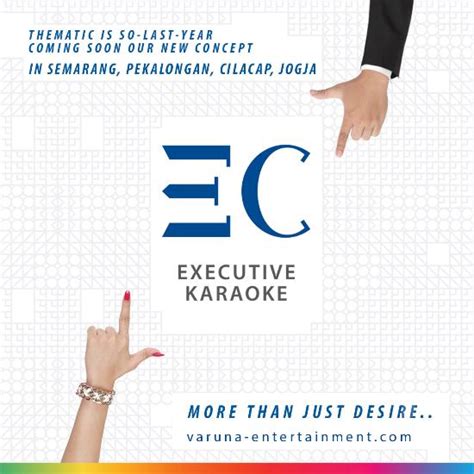 THEMATIC IS SO-LAST-YEAR
COMING SOON OUR NEW CONCEPT
IN SEMARANG, PEKALONGAN, CILACAP, JOGJA
EC
EXECUTIVE
KARAOKE
MORE THAN JUST DESIRE..
varuna-entertainment.com